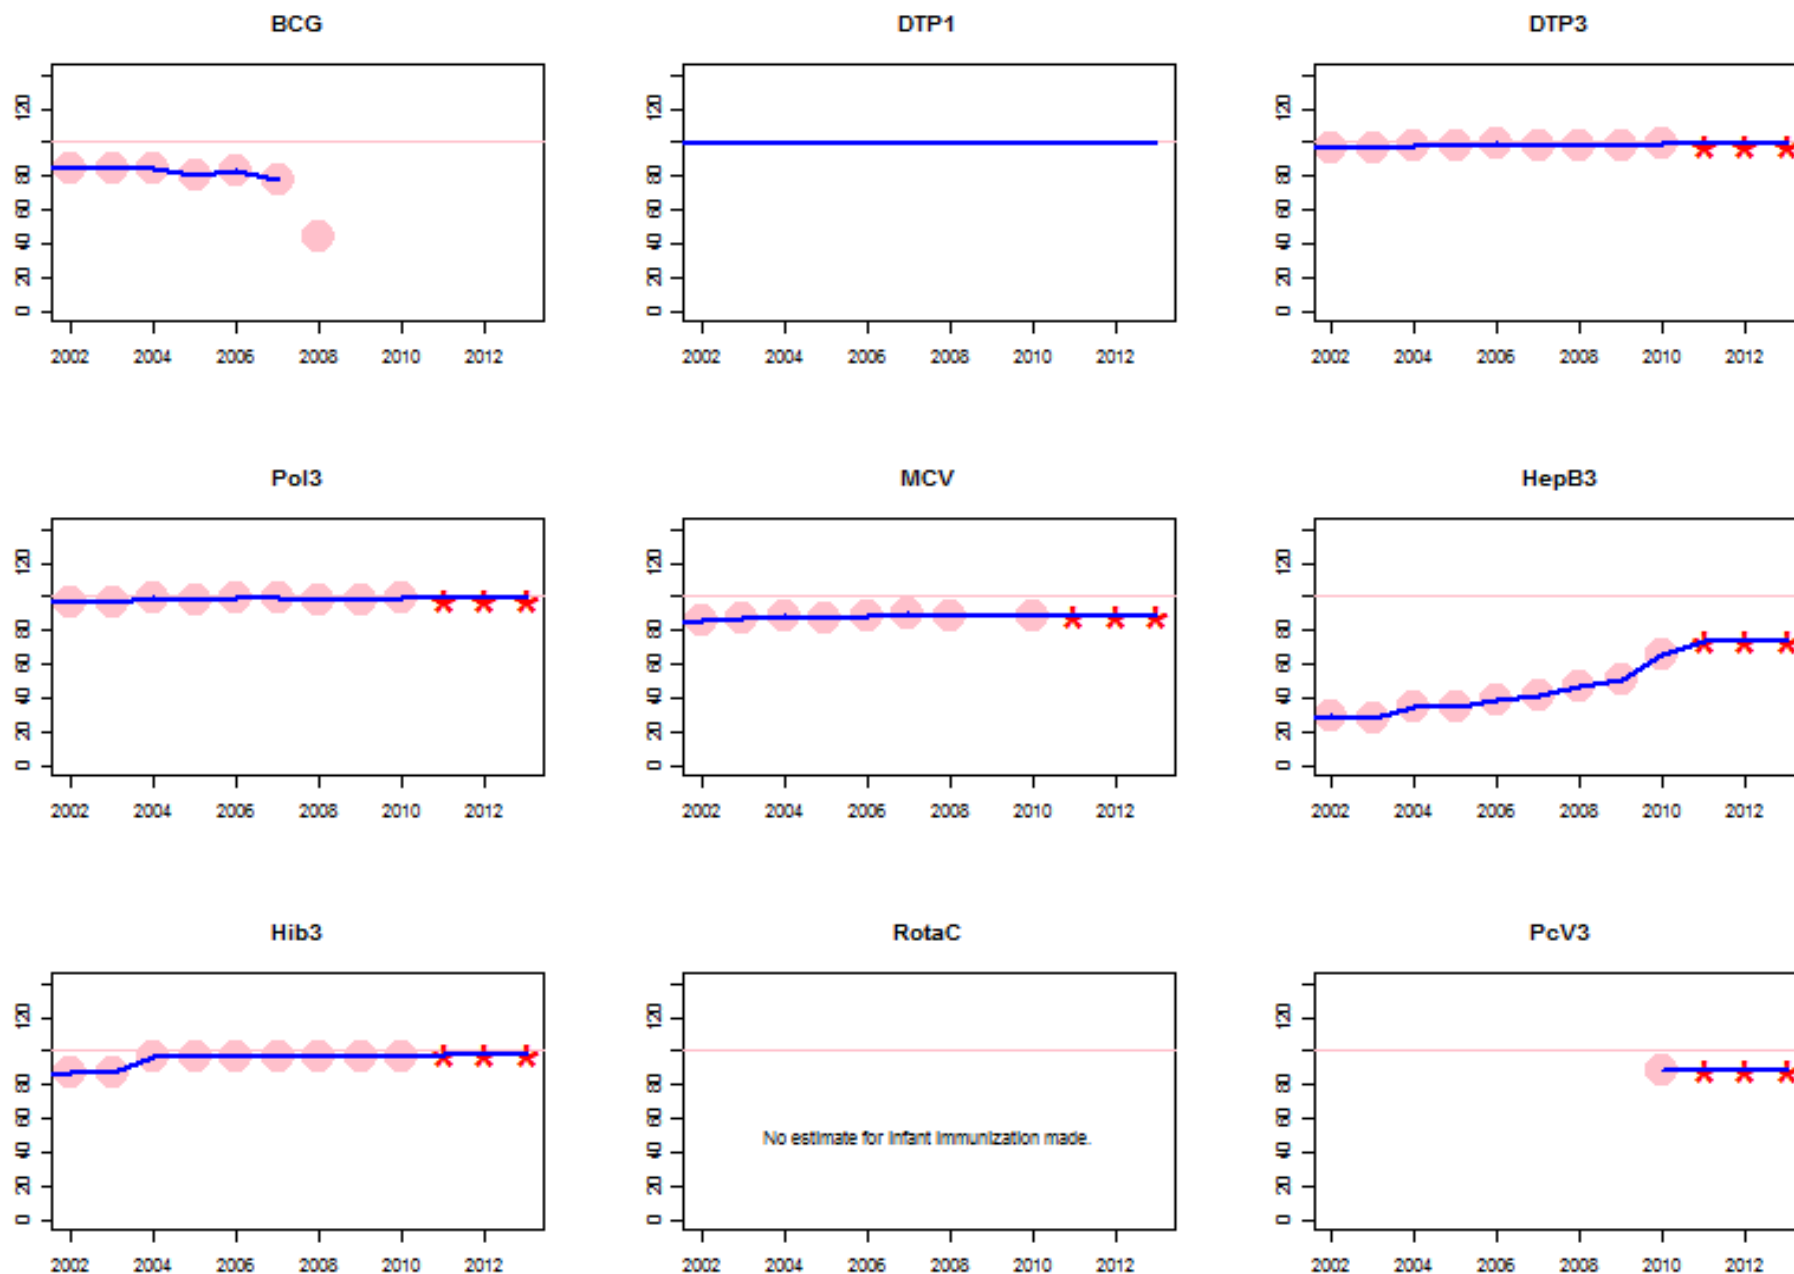 BCG DTP1 DTP3
120 120 120
80 80 80
60 60 60
40 40 40
20 20 20
0 0 0
2002 2004 2006 2008 2010 2012 2002 2004 2006 2008 2010 2012 2002 2004 2006 2008 2010 2012
Pol3 MCV HepB3
120 120 120
80 80 80
60 60 60
40 40 40
20 20 20
0 0 0
2002 2004 2006 2008 2010 2012 2002 2004 2006 2008 2010 2012 2002 2004 2006 2008 2010 2012
Hib3 RotaC PcV3
120 120 120
80 80 80
60 60 60
No estimate for infant immunization made.
40 40 40
20 20 20
0 0 0
2002 2004 2006 2008 2010 2012 2002 2004 2006 2008 2010 2012 2002 2004 2006 2008 2010 2012